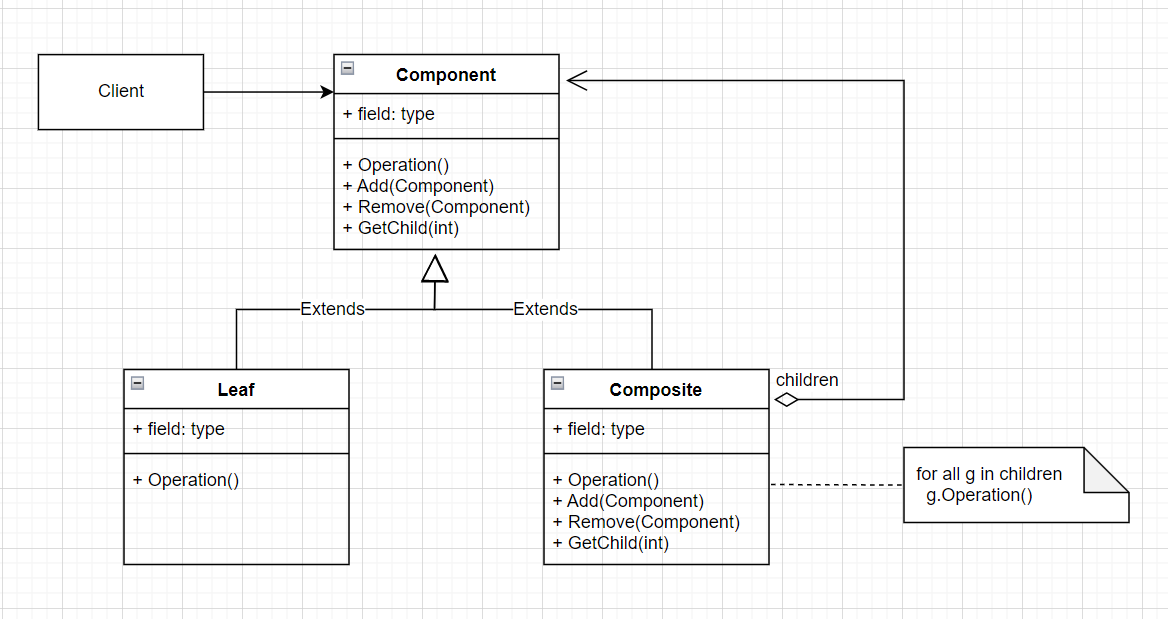 Client
Component
+ field: type
+ Operation()
+ Add(Component)
+ Remove(Component)
+ GetChild(int)
Extends
Extends
Leaf
+ field: type
+ Operation()
Composite
+ field: type
+ Operation()
+ Add(Component)
+ Remove(Component)
+ GetChild(int)
children
for all g in children
g.Operation()